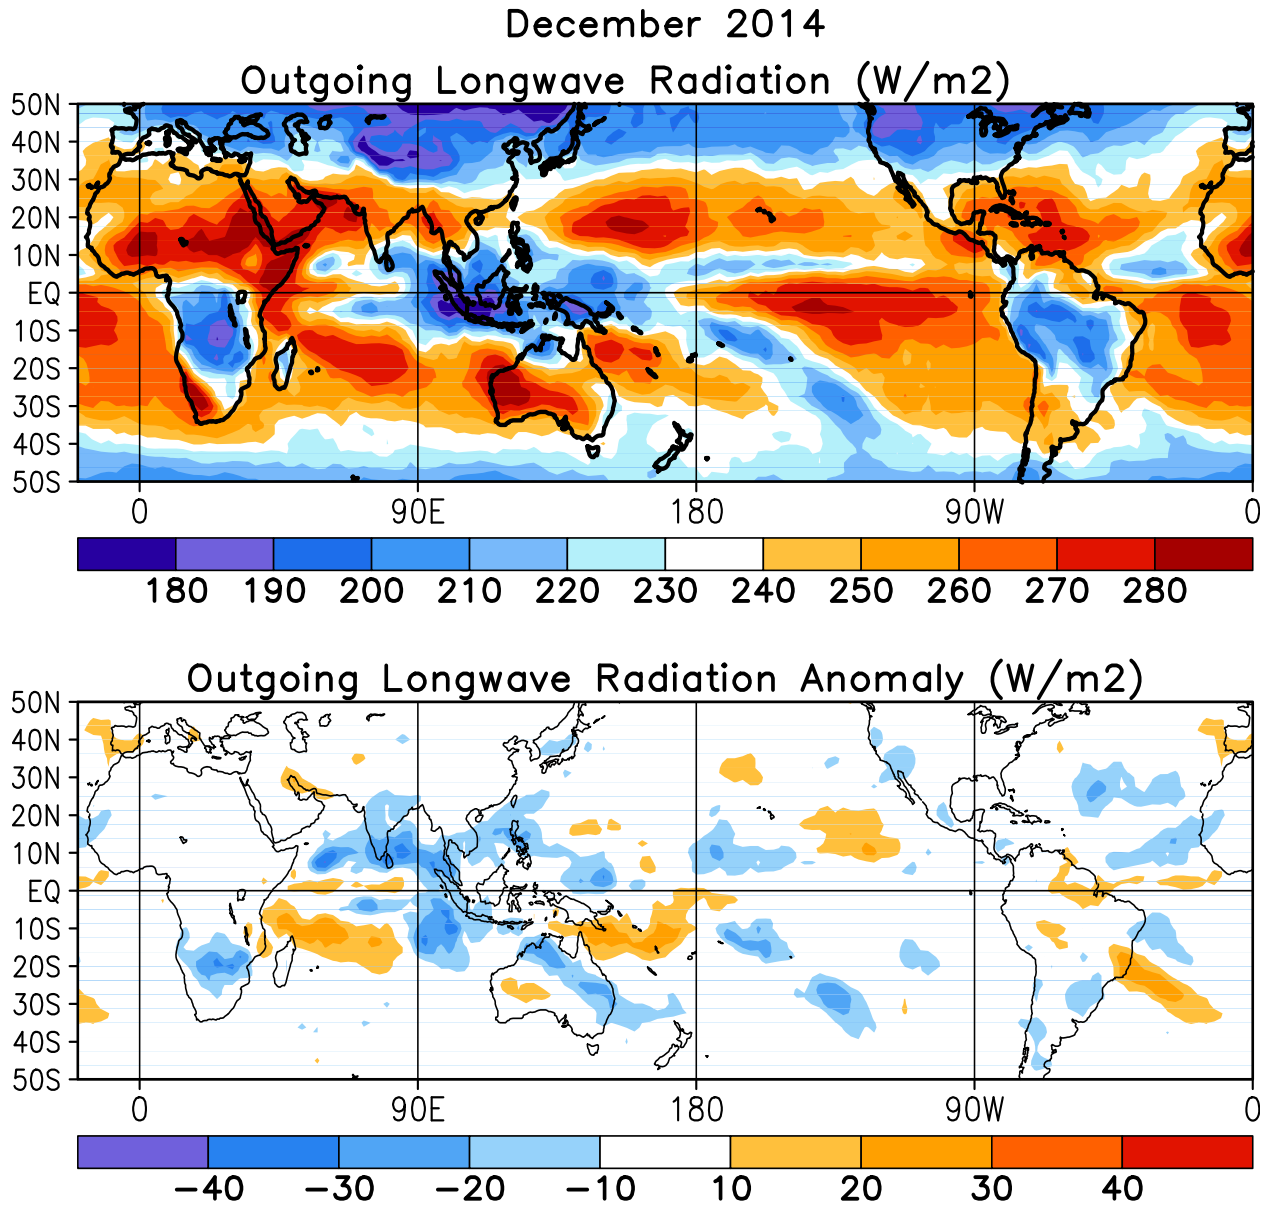 December 2014
Outgoing Longwave Radiation (W/m2)
50N
40N
30N
20N
10N
EQ
10S
20S
30S
40S
50S
0 90E 180 90W 0
180 190 200 210 220 230 240 250 260 270 280
Outgoing Longwave Radiation Anomaly (W/m2)
50N
40N
30N
20N
10N
EQ
10S
20S
30S
40S
50S
0 90E 180 90W 0
−40 −30 −20 −10 10 20 30 40